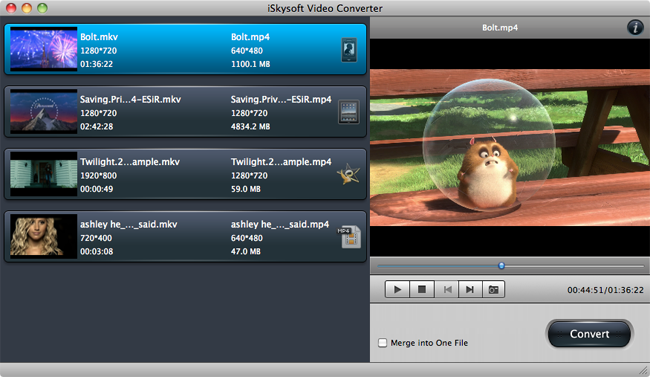 iSkysoft Video Converter
Bolt.mkv Bolt.mp4
1280*720 640*480
01:36:22 1100.1 MB
Saving.Pri...4-ESiR.mkv Saving.Priv...-ESiR.mp4
1280*720 1280*720
02:42:28 4834.2 MB
Twilight.2...ample.mkv Twilight.2...ample.mp4
1920*800 1280*720
00:00:49 59.0 MB
ashley he_..._said.mkv ashley he_..._said.mp4
720*400 640*480
00:03:08 47.0 MB
MP4
Bolt.mp4
i
00:44:51/01:36:22
Merge into One File
Convert